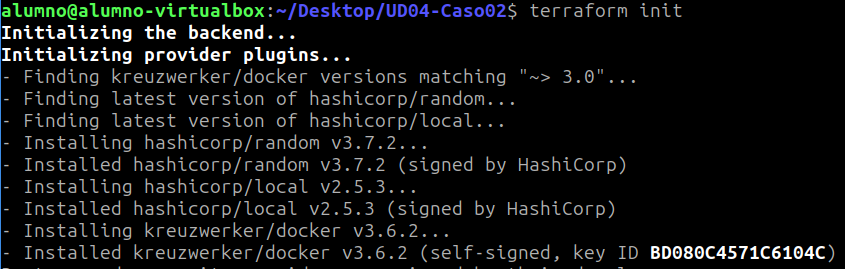 alumno@alumno-virtualbox:~/Desktop/UD04-Caso02$ terraform init
Initializing the backend...
Initializing provider plugins...
- Finding kreuzwerker/docker versions matching "~> 3.0"...
- Finding latest version of hashicorp/random...
- Finding latest version of hashicorp/local...
- Installing hashicorp/random v3.7.2...
- Installed hashicorp/random v3.7.2 (signed by HashiCorp)
- Installing hashicorp/local v2.5.3...
- Installed hashicorp/local v2.5.3 (signed by HashiCorp)
- Installing kreuzwerker/docker v3.6.2...
- Installed kreuzwerker/docker v3.6.2 (self-signed, key ID BD080C4571C6104C)